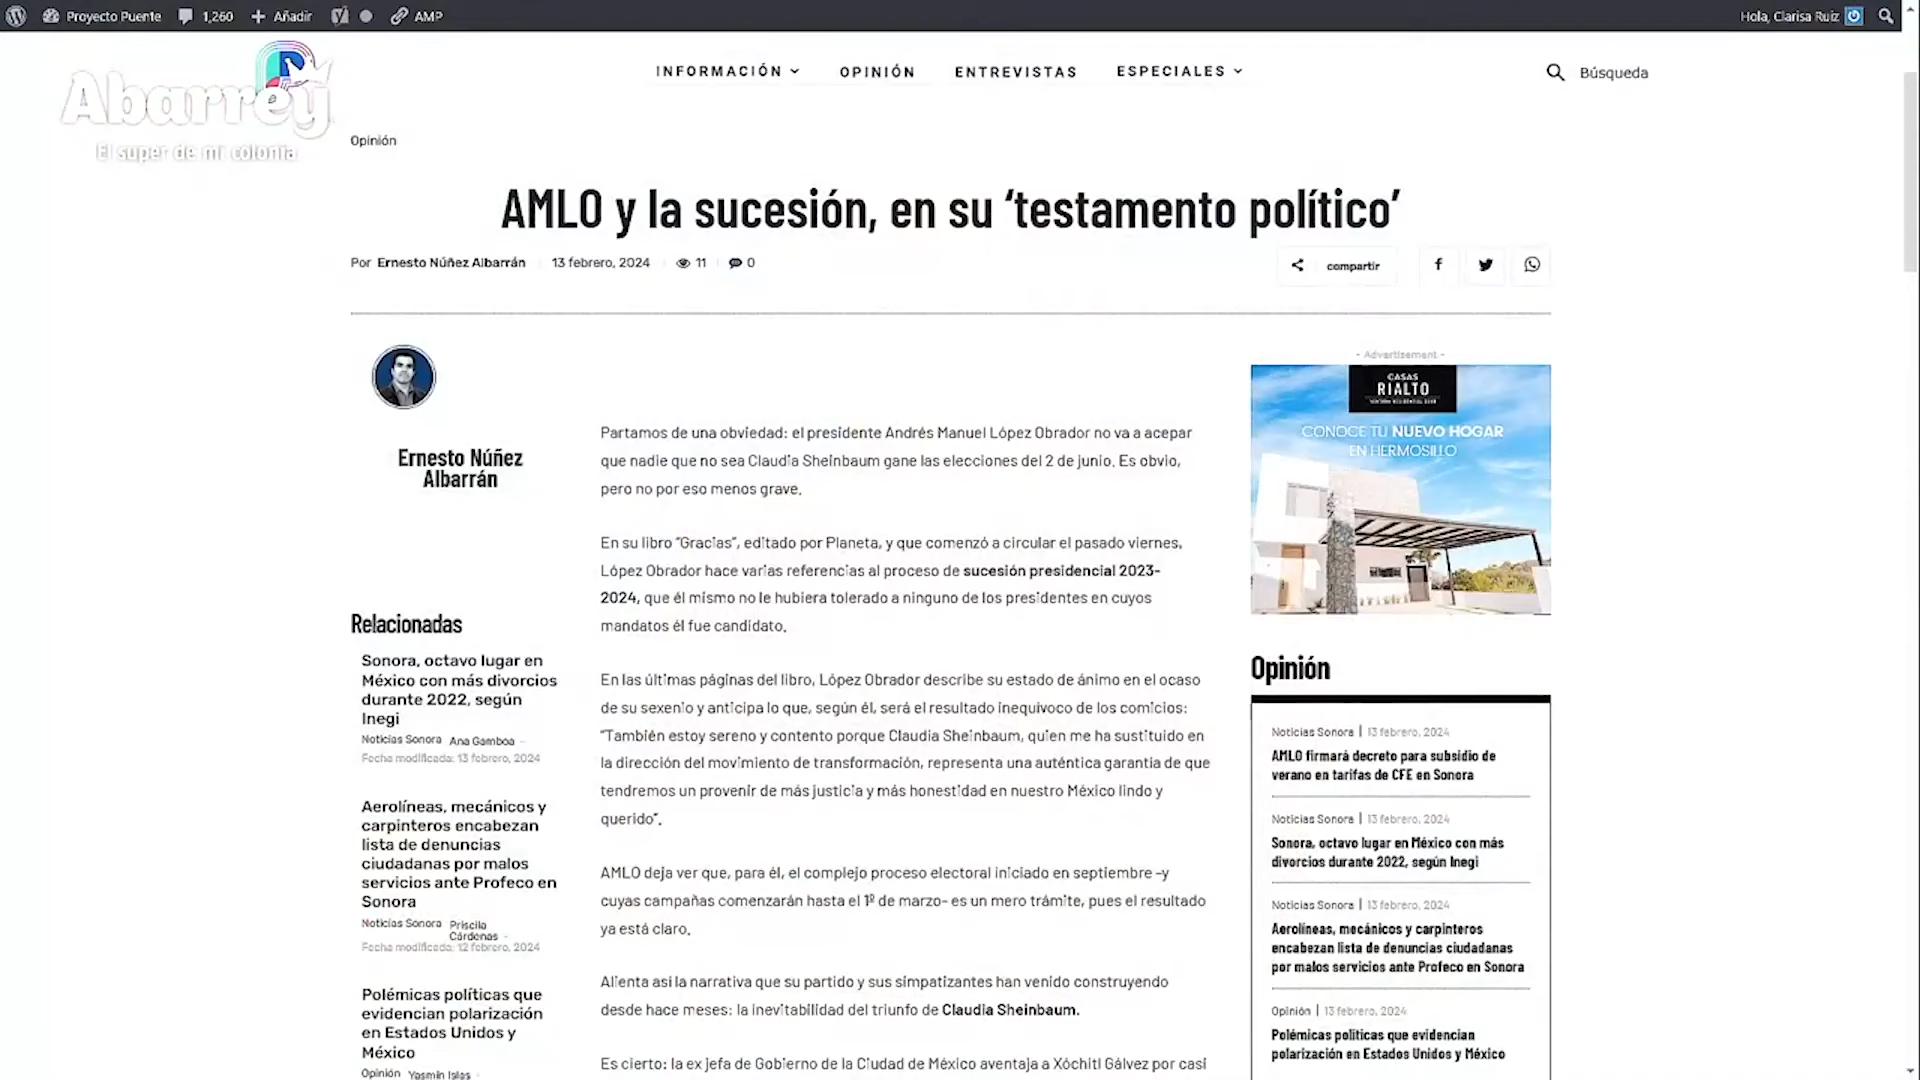 Proyecto Puente 1,260 Añadir AMP Hola, Clarisa Ruiz
Abarrey
El super de mi colonia
INFORMACIÓN OPINIÓN ENTREVISTAS ESPECIALES Búsqueda
Opinión
AMLO y la sucesión, en su ‘testamento político’
Por Ernesto Núñez Albarrán 13 febrero, 2024 11 0 compartir
Ernesto Núñez
Albarrán
Relacionadas
Sonora, octavo lugar en
México con más divorcios
durante 2022, según
Inegi
Noticias Sonora Ana Gamboa -
Fecha modificada: 13 febrero, 2024
Aerolíneas, mecánicos y
carpinteros encabezan
lista de denuncias
ciudadanas por malos
servicios ante Profeco en
Sonora
Noticias Sonora Priscila
Cárdenas -
Fecha modificada: 12 febrero, 2024
Polémicas políticas que
evidencian polarización
en Estados Unidos y
México
Opinión Yasmín Islas -
Partamos de una obviedad: el presidente Andrés Manuel López Obrador no va a acepar
que nadie que no sea Claudia Sheinbaum gane las elecciones del 2 de junio. Es obvio,
pero no por eso menos grave.
En su libro “Gracias”, editado por Planeta, y que comenzó a circular el pasado viernes,
López Obrador hace varias referencias al proceso de sucesión presidencial 2023-
2024, que él mismo no le hubiera tolerado a ninguno de los presidentes en cuyos
mandatos él fue candidato.
En las últimas páginas del libro, López Obrador describe su estado de ánimo en el ocaso
de su sexenio y anticipa lo que, según él, será el resultado inequívoco de los comicios:
“También estoy sereno y contento porque Claudia Sheinbaum, quien me ha sustituido en
la dirección del movimiento de transformación, representa una auténtica garantía de que
tendremos un provenir de más justicia y más honestidad en nuestro México lindo y
querido”.
AMLO deja ver que, para él, el complejo proceso electoral iniciado en septiembre –y
cuyas campañas comenzarán hasta el 1º de marzo– es un mero trámite, pues el resultado
ya está claro.
Alienta así la narrativa que su partido y sus simpatizantes han venido construyendo
desde hace meses: la inevitabilidad del triunfo de Claudia Sheinbaum.
Es cierto: la ex jefa de Gobierno de la Ciudad de México aventaja a Xóchitl Gálvez por casi
- Advertisement -
CASAS
RIALTO
CONOCE TU NUEVO HOGAR
EN HERMOSILLO
Opinión
Noticias Sonora | 13 febrero, 2024
AMLO firmará decreto para subsidio de
verano en tarifas de CFE en Sonora
Noticias Sonora | 13 febrero, 2024
Sonora, octavo lugar en México con más
divorcios durante 2022, según Inegi
Noticias Sonora | 13 febrero, 2024
Aerolíneas, mecánicos y carpinteros
encabezan lista de denuncias ciudadanas
por malos servicios ante Profeco en Sonora
Opinión | 13 febrero, 2024
Polémicas políticas que evidencian
polarización en Estados Unidos y México